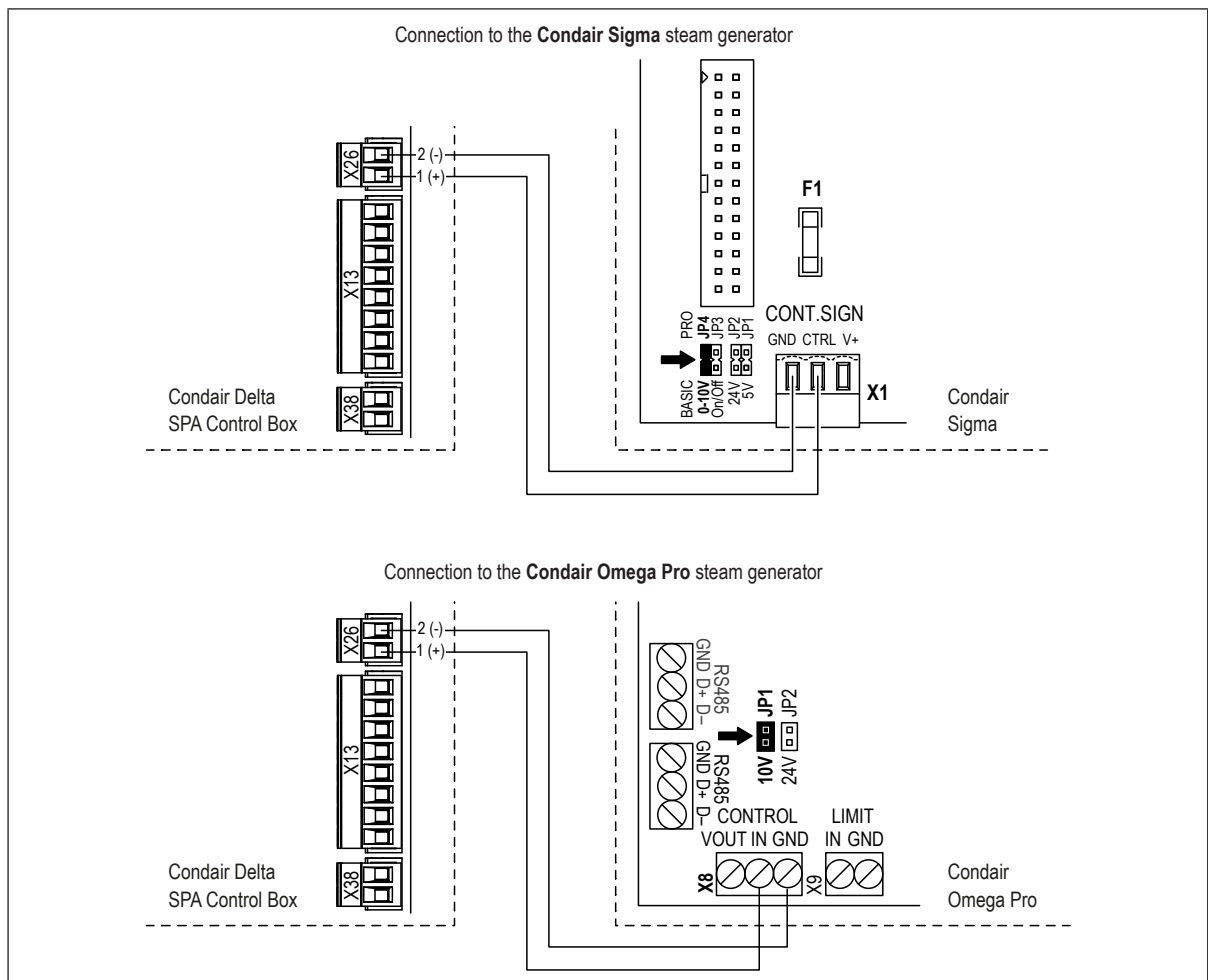 Connection to the Condair Sigma steam generator
X26
2 (-)
1 (+)
X13
X38
Condair Delta
SPA Control Box
F1
CONT.SIGN
GND CTRL V+
X1
PRO
JP4
JP3
JP2
JP1
BASIC
0-10V
On/Off
24V
5V
Condair
Sigma
Connection to the Condair Omega Pro steam generator
X26
2 (-)
1 (+)
X13
X38
Condair Delta
SPA Control Box
RS485
GND D+ D−
RS485
GND D+ D−
JP1
JP2
10V
24V
CONTROL
VOUT IN GND
X8
LIMIT
IN GND
X9
Condair
Omega Pro